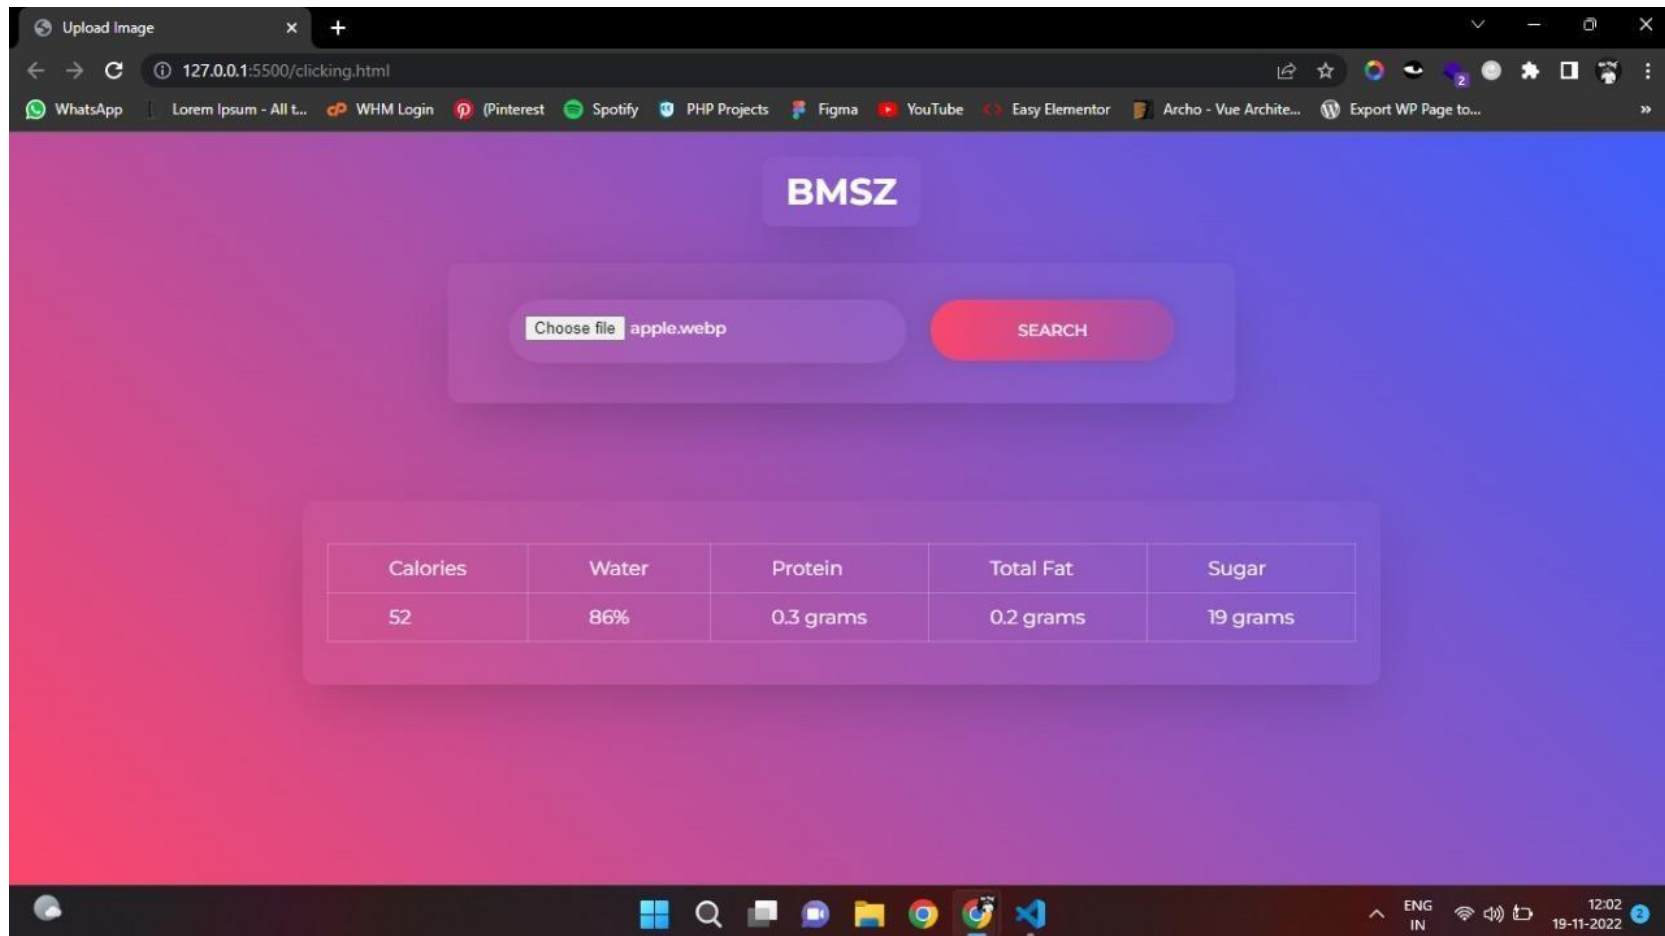 Upload Image
127.0.0.1:5500/clicking.html
WhatsApp Lorem Ipsum - All t... WHM Login (Pinterest Spotify PHP Projects Figma YouTube Easy Elementor Archo - Vue Archite... Export WP Page to...
BMSZ
Choose file apple.webp SEARCH
Calories Water Protein Total Fat Sugar
52 86% 0.3 grams 0.2 grams 19 grams
ENG 12:02
IN 19-11-2022 2